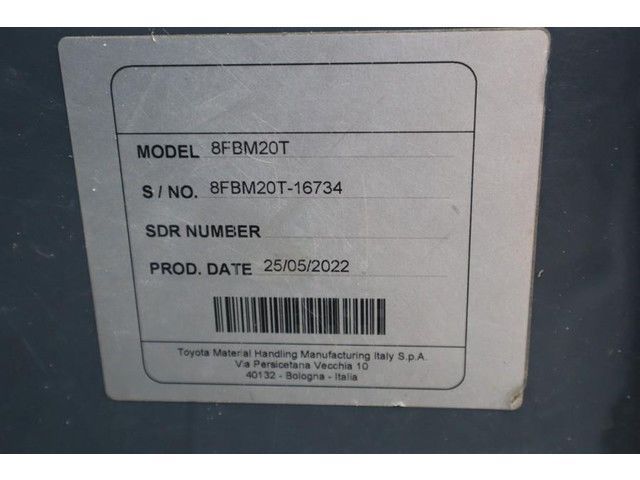 MODEL 8FBM20T
S / NO. 8FBM20T-16734
SDR NUMBER
PROD. DATE 25/05/2022
Toyota Material Handling Manufacturing Italy S.p.A.
Via Persicetana Vecchia 10
40132 - Bologna - Italia